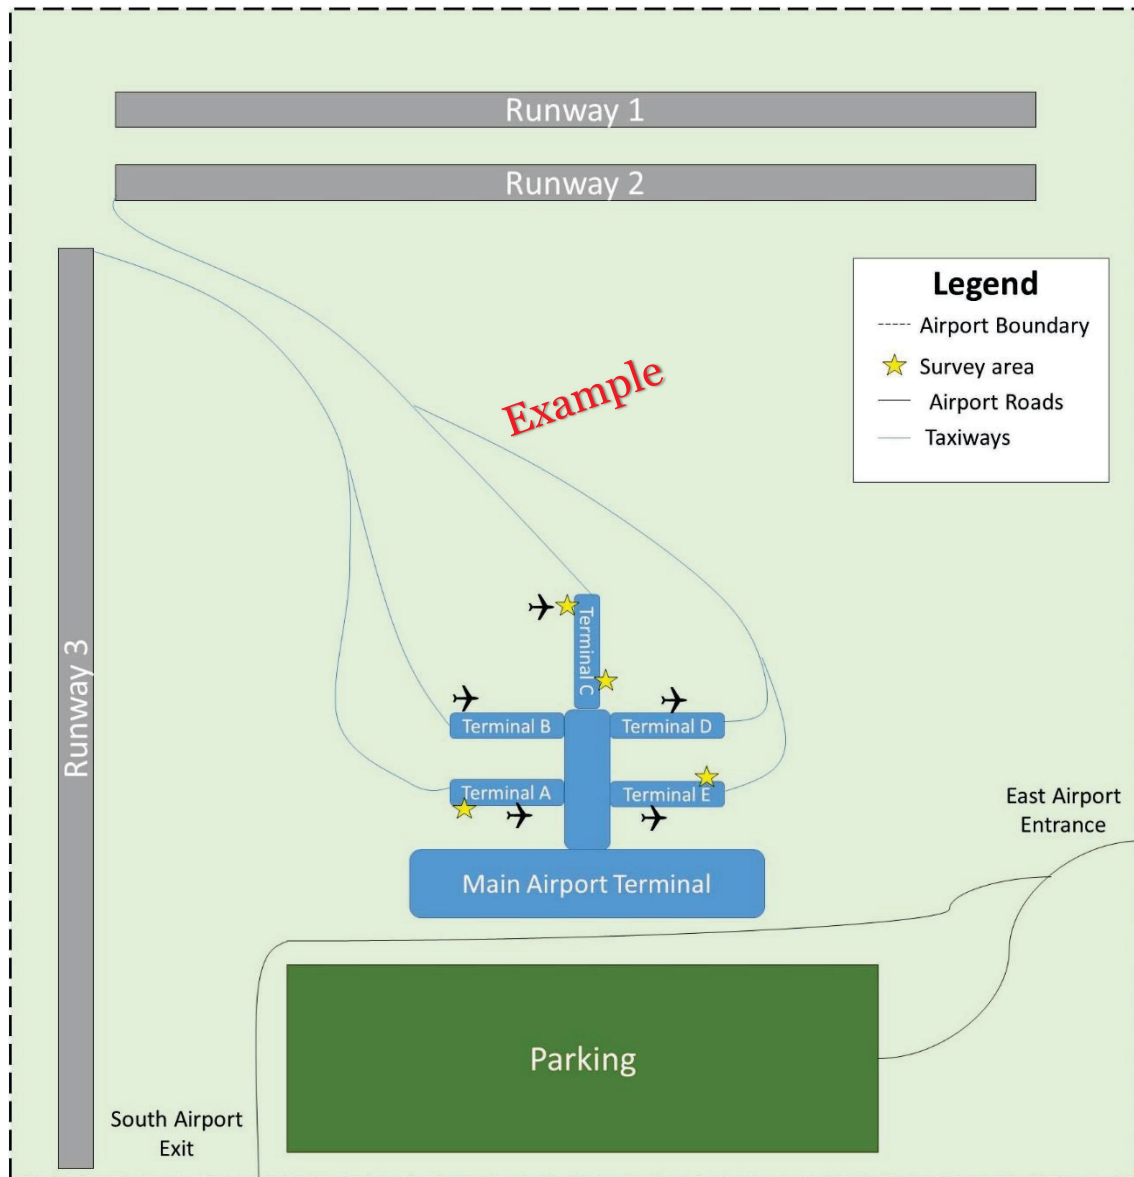 Runway 1
Runway 2
Legend
Airport Boundary
Survey area
Airport Roads
Taxiways
Example
Runway 3
Terminal C
Terminal B
Terminal D
Terminal A
Terminal E
East Airport
Entrance
Main Airport Terminal
Parking
South Airport
Exit